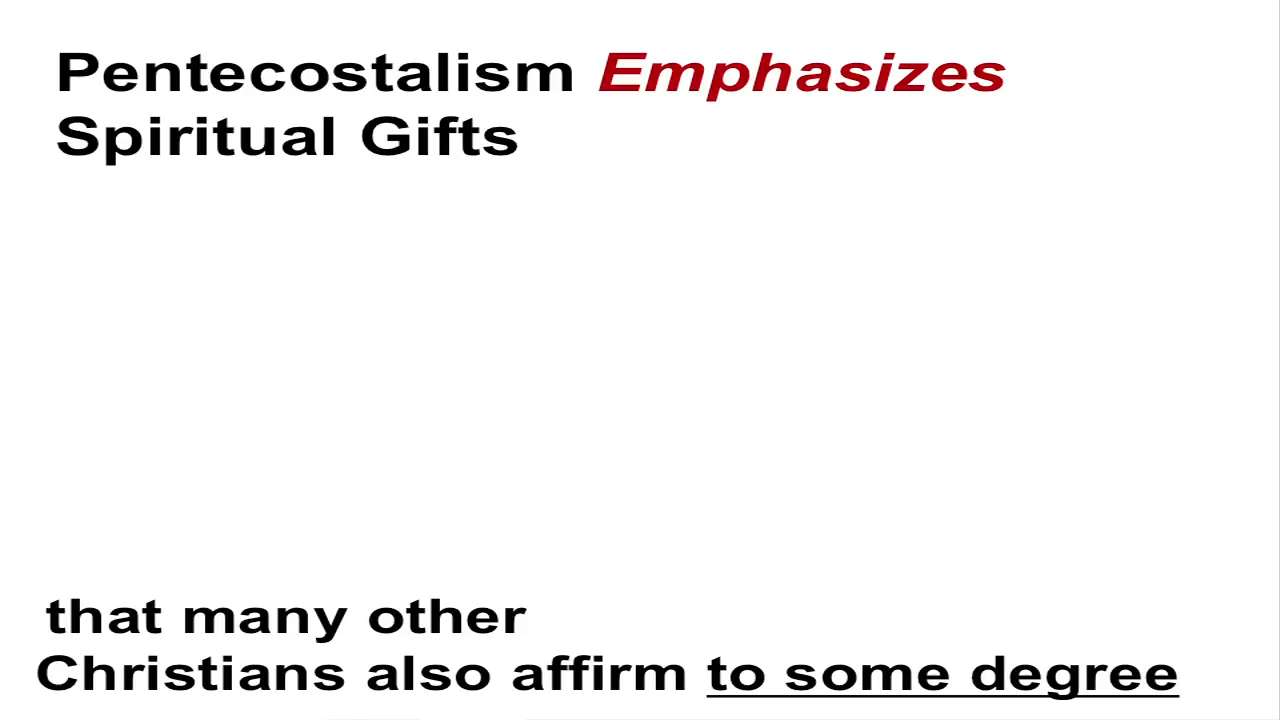 Pentecostalism Emphasizes
Spiritual Gifts
that many other
Christians also affirm to some degree